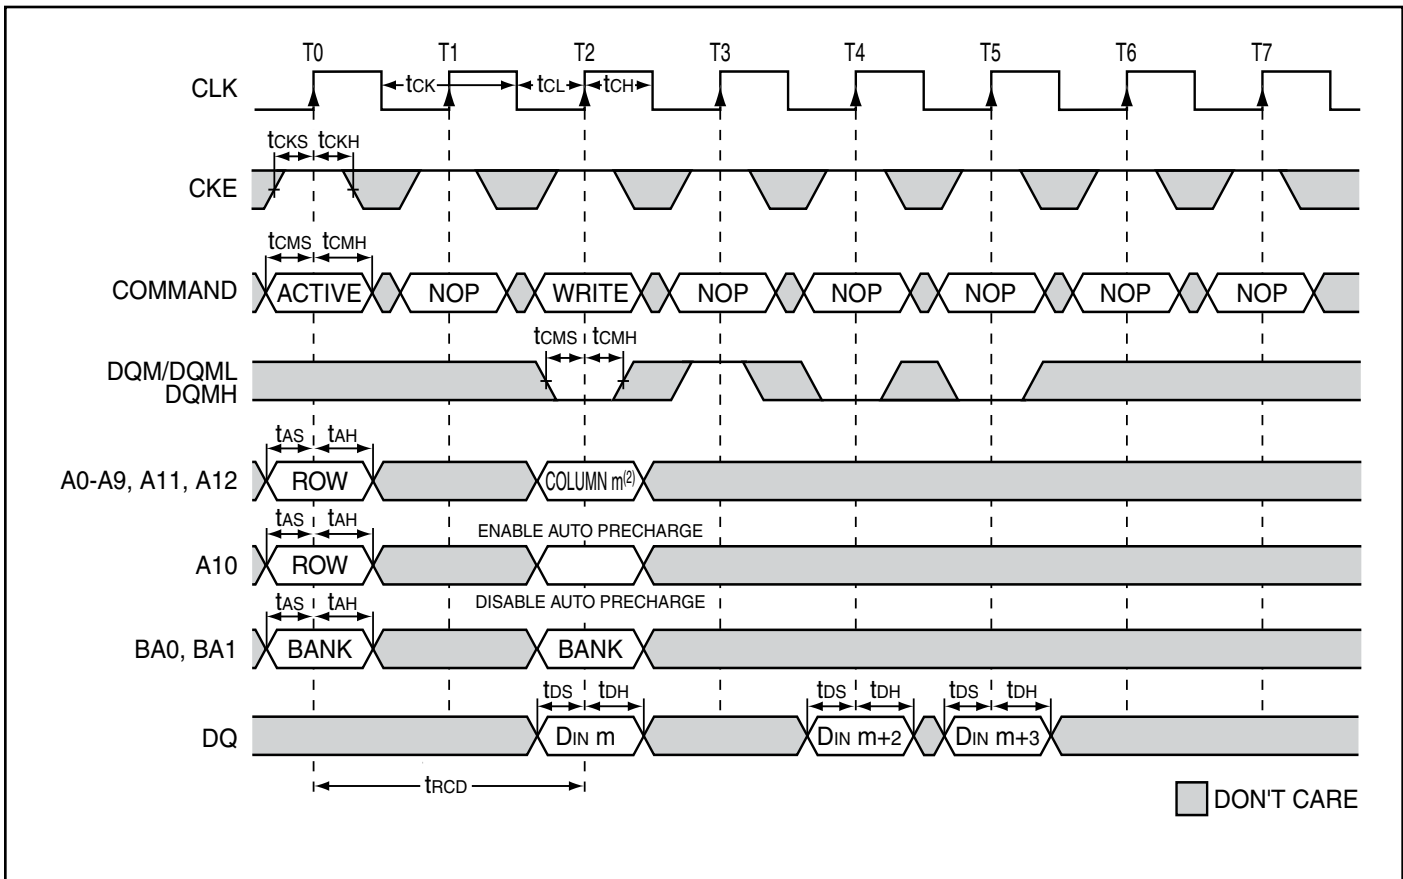 T0 T1 T2 T3 T4 T5 T6 T7
CLK tCK tCL tCH
tCKS tCKH
CKE
tCMS tCMH
COMMAND ACTIVE NOP WRITE NOP NOP NOP NOP NOP
tCMS tCMH
DQM/DQML
DQMH
tAS tAH
A0-A9, A11, A12 ROW COLUMN m(2)
tAS tAH ENABLE AUTO PRECHARGE
A10 ROW
tAS tAH DISABLE AUTO PRECHARGE
BA0, BA1 BANK BANK
tDS tDH tDS tDH tDS tDH
DQ DIN m DIN m+2 DIN m+3
tRCD
DON'T CARE